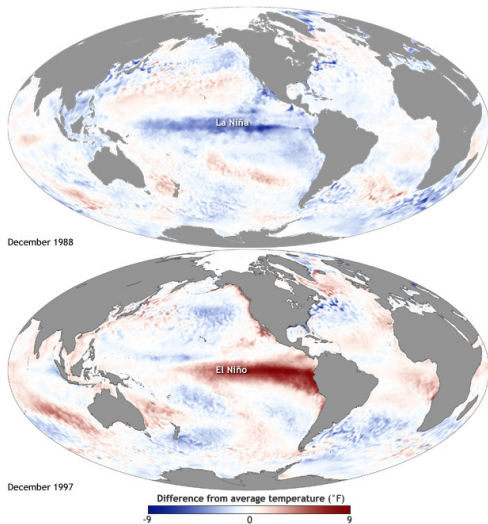 La Niña
December 1988
El Niño
December 1997
Difference from average temperature (°F)
-9 0 9